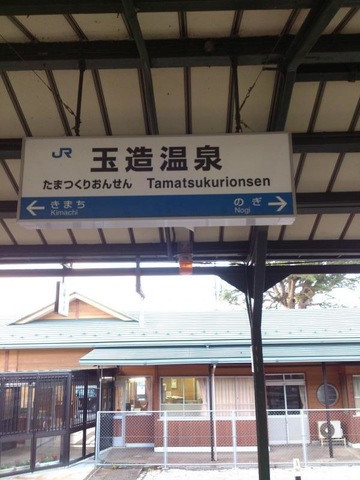 JR 玉造温泉
たまつくりおんせん Tamatsukurionsen
← きまち のぎ →
Kimachi Nogi